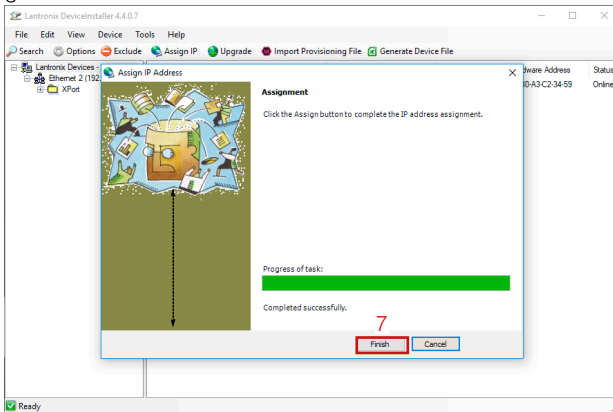 Lantronix DeviceInstaller 4.4.0.7
File Edit View Device Tools Help
Search Options Exclude Assign IP Upgrade Import Provisioning File Generate Device File
Lantronix Devices -
Ethernet 2 (192
XPort
dware Address Status
0-A3-C2-34-59 Online
Assign IP Address
Assignment
Click the Assign button to complete the IP address assignment.
Progress of task:
Completed successfully.
7
Finish Cancel
Ready